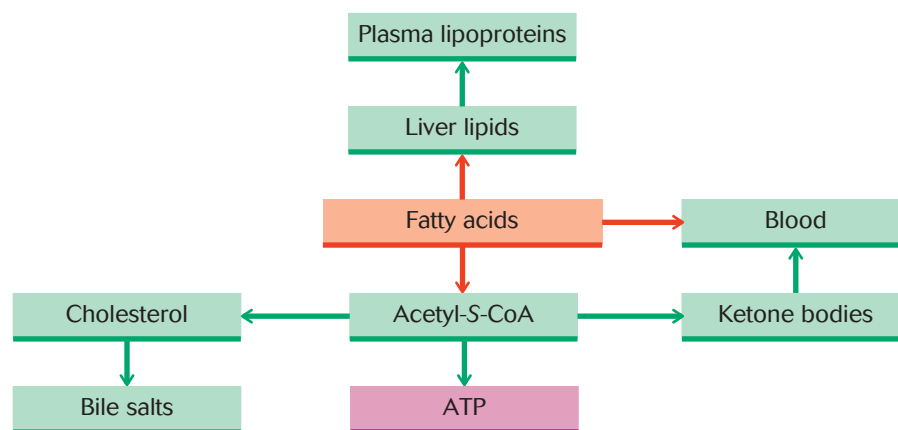 Plasma lipoproteins
Liver lipids
Fatty acids
Blood
Cholesterol
Acetyl-S-CoA
Ketone bodies
Bile salts
ATP